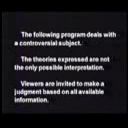 The following program deals with
a controversial subject.
The theories expressed are not
the only possible interpretation.
Viewers are invited to make a
judgment based on all available
information.